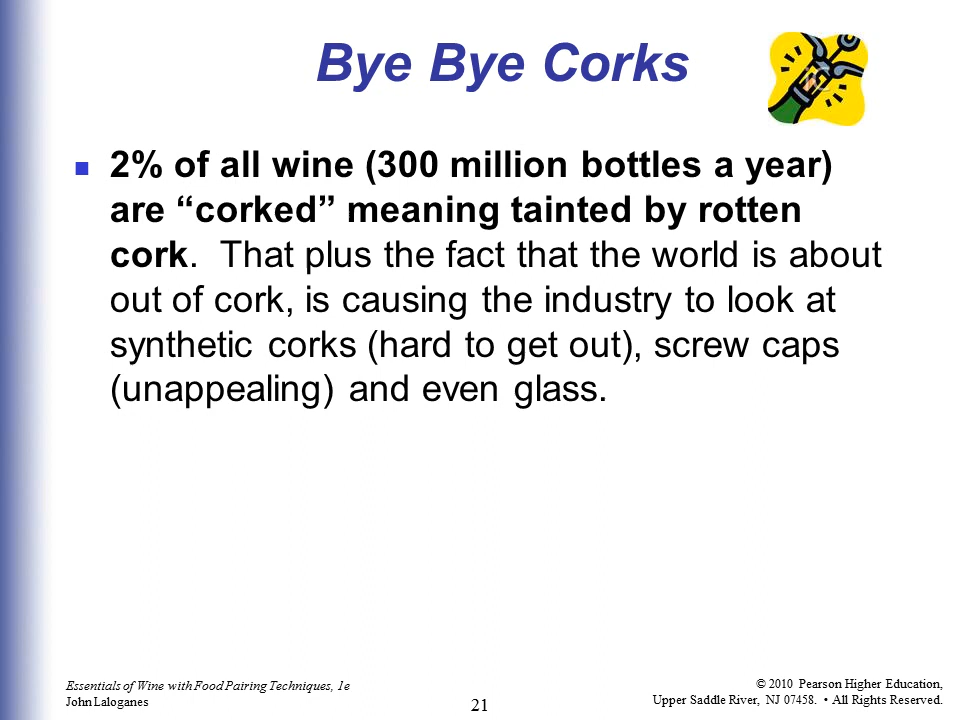 Bye Bye Corks
2% of all wine (300 million bottles a year)
are “corked” meaning tainted by rotten
cork.  That plus the fact that the world is about
out of cork, is causing the industry to look at
synthetic corks (hard to get out), screw caps
(unappealing) and even glass.
Essentials of Wine with Food Pairing Techniques, 1e
John Laloganes
21
© 2010 Pearson Higher Education,
Upper Saddle River, NJ 07458. • All Rights Reserved.